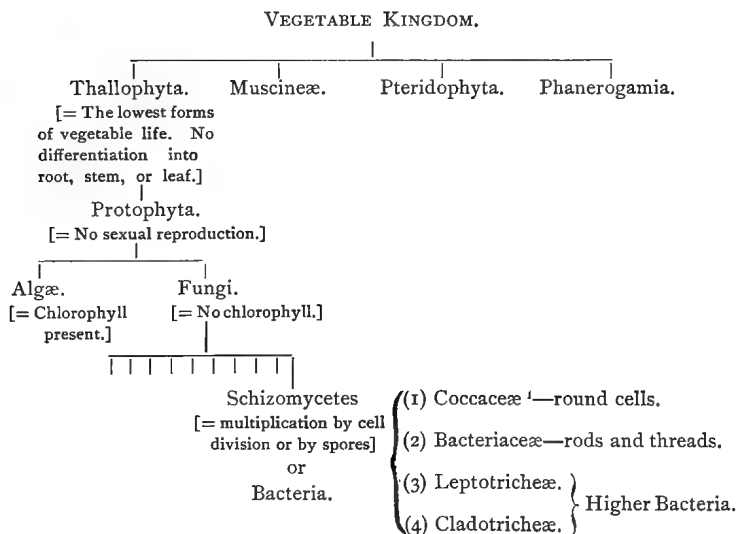 VEGETABLE KINGDOM.
Thallophyta. Muscineæ. Pteridophyta. Phanerogamia.
[= The lowest forms
of vegetable life. No
differentiation into
root, stem, or leaf.]
Protophyta.
[= No sexual reproduction.]
Algæ. Fungi.
[= Chlorophyll
present.]
[= No chlorophyll.]
Schizomycetes
[= multiplication by cell
division or by spores]
or
Bacteria.
(1) Coccaceæ ¹—round cells.
(2) Bacteriaceæ—rods and threads.
(3) Leptotricheæ.
(4) Cladotricheæ.
Higher Bacteria.